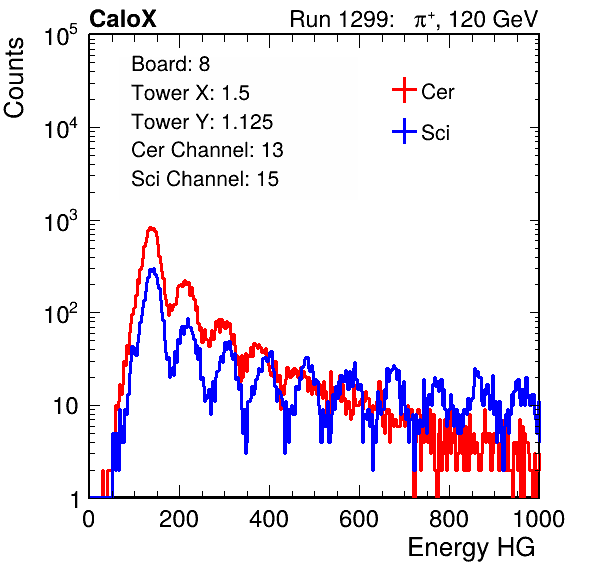 CaloX Run 1299: π⁺, 120 GeV
Counts
Board: 8
Tower X: 1.5
Tower Y: 1.125
Cer Channel: 13
Sci Channel: 15
Cer
Sci
10⁵
10⁴
10³
10²
10
1
0 200 400 600 800 1000
Energy HG